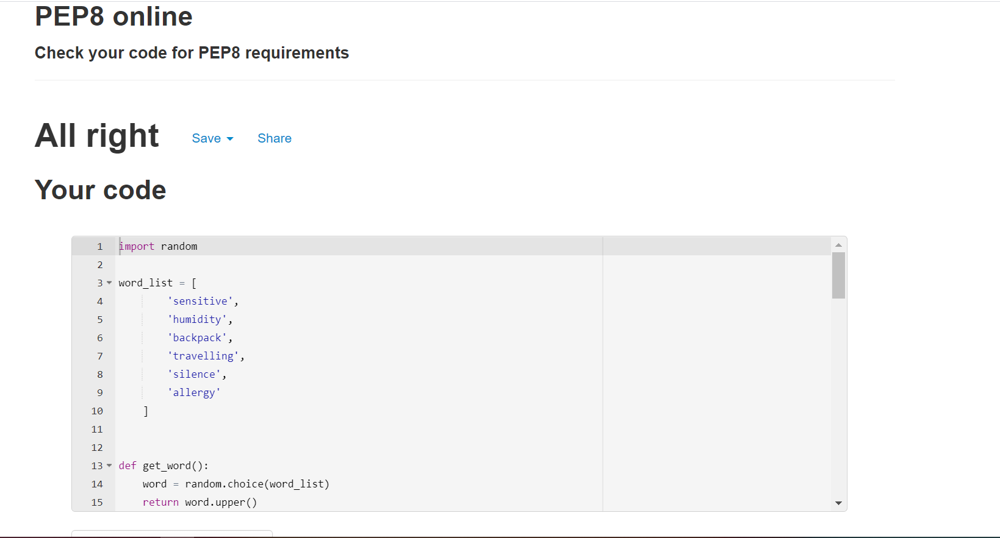 PEP8 online
Check your code for PEP8 requirements
All right Save Share
Your code
1 import random
2
3 word_list = [
4         'sensitive',
5         'humidity',
6         'backpack',
7         'travelling',
8         'silence',
9         'allergy'
10     ]
11
12
13 def get_word():
14     word = random.choice(word_list)
15     return word.upper()